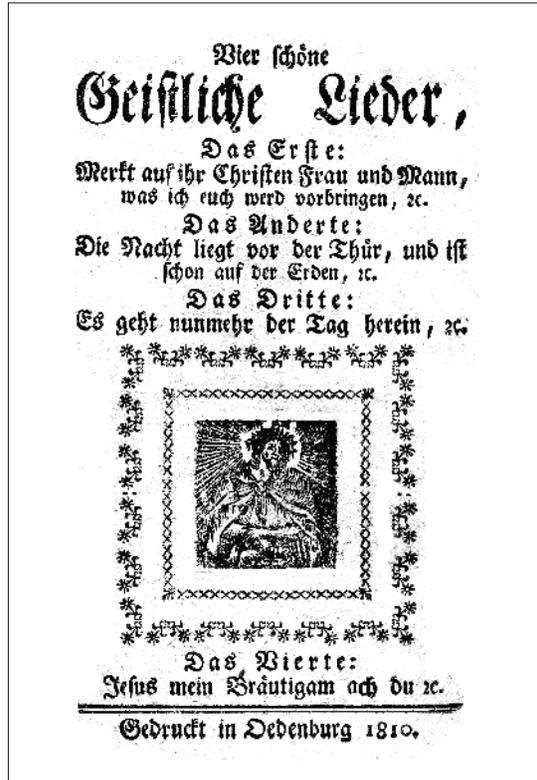 Vier ſchöne
Geiſtliche Lieder,
Das Erſte:
Merkt auf ihr Chriſten Frau und Mann,
was ich euch werd vorbringen, ꝛc.
Das Anderte:
Die Nacht liegt vor der Thür, und iſt
ſchon auf der Erden, ꝛc.
Das Dritte:
Es geht nunmehr der Tag herein, ꝛc.
Das Vierte:
Jeſus mein Bräutigam ach du ꝛc.
Gedruckt in Oedenburg 1810.